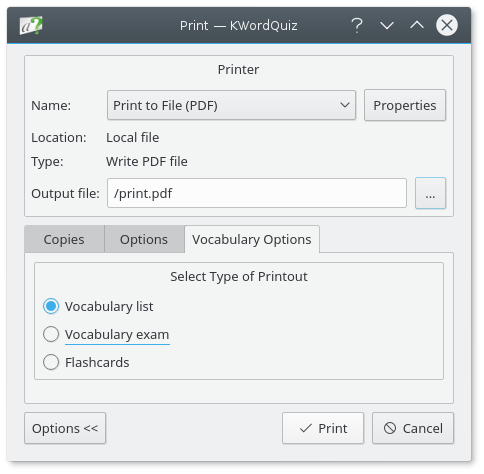 Print — KWordQuiz
Printer
Name: Print to File (PDF) Properties
Location: Local file
Type: Write PDF file
Output file: /print.pdf ...
Copies Options Vocabulary Options
Select Type of Printout
Vocabulary list
Vocabulary exam
Flashcards
Options << Print Cancel